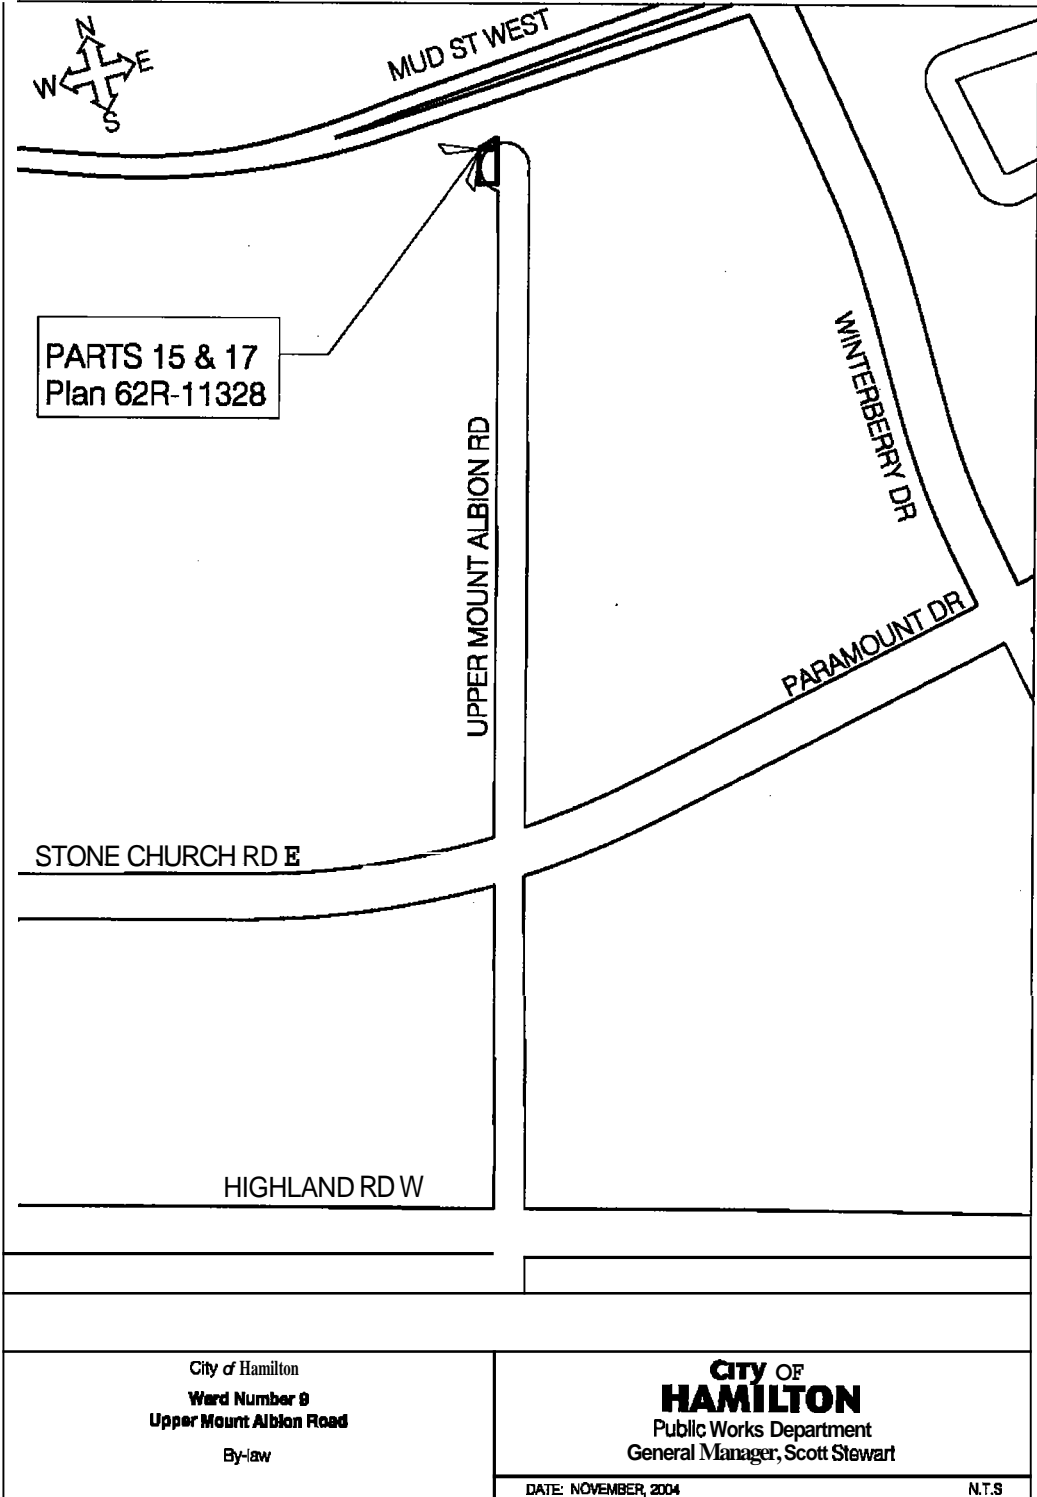 N
W E
S
MUD ST WEST
PARTS 15 & 17
Plan 62R-11328
WINTERBERRY DR
UPPER MOUNT ALBION RD
PARAMOUNT DR
STONE CHURCH RD E
HIGHLAND RD W
City of Hamilton
Ward Number 9
Upper Mount Albion Road
By-law
CITY OF
HAMILTON
Public Works Department
General Manager, Scott Stewart
DATE: NOVEMBER, 2004 N.T.S